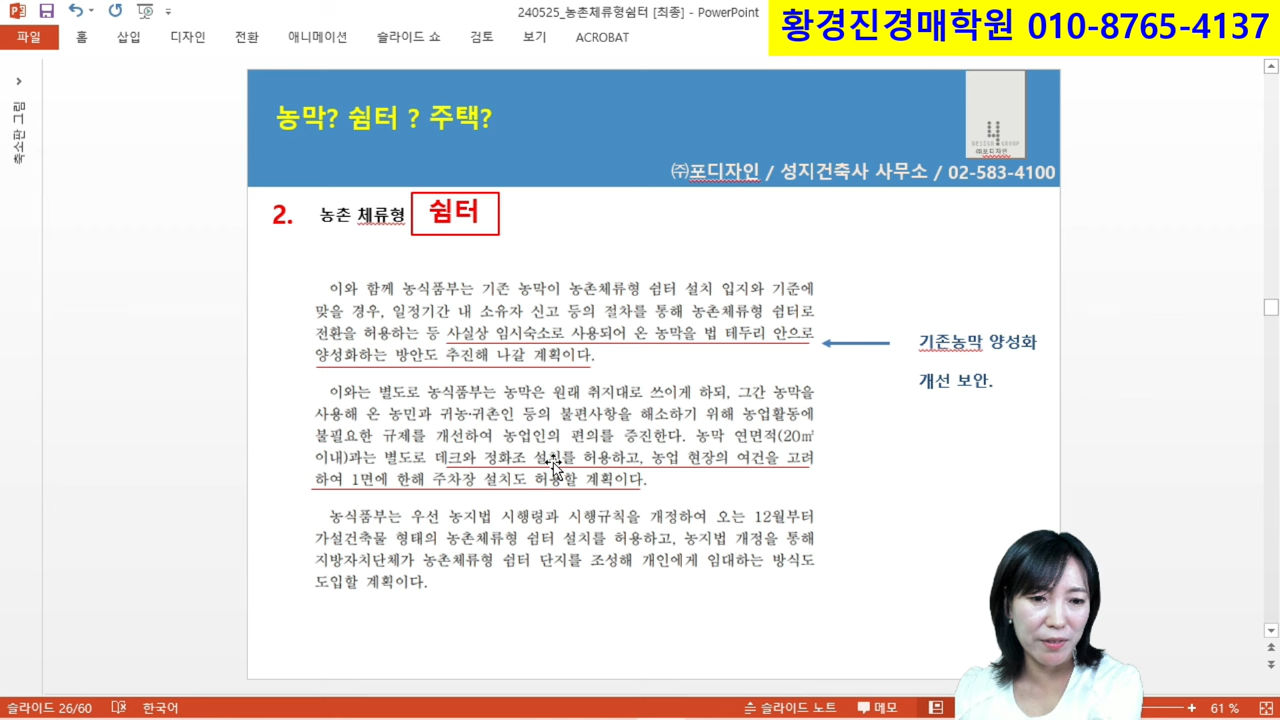 240525_농촌체류형쉼터 [최종] - PowerPoint
황경진경매학원 010-8765-4137
파일 홈 삽입 디자인 전환 애니메이션 슬라이드 쇼 검토 보기 ACROBAT
축소판 그림
농막? 쉼터 ? 주택?
4
DESIGN GROUP
㈜포디자인
㈜포디자인 / 성지건축사 사무소 / 02-583-4100
2. 농촌 체류형 쉼터
이와 함께 농식품부는 기존 농막이 농촌체류형 쉼터 설치 입지와 기준에
맞을 경우, 일정기간 내 소유자 신고 등의 절차를 통해 농촌체류형 쉼터로
전환을 허용하는 등 사실상 임시숙소로 사용되어 온 농막을 법 테두리 안으로
양성화하는 방안도 추진해 나갈 계획이다.
기존농막 양성화
개선 보안.
이와는 별도로 농식품부는 농막은 원래 취지대로 쓰이게 하되, 그간 농막을
사용해 온 농민과 귀농·귀촌인 등의 불편사항을 해소하기 위해 농업활동에
불필요한 규제를 개선하여 농업인의 편의를 증진한다. 농막 연면적(20㎡
이내)과는 별도로 데크와 정화조 설치를 허용하고, 농업 현장의 여건을 고려
하여 1면에 한해 주차장 설치도 허용할 계획이다.
농식품부는 우선 농지법 시행령과 시행규칙을 개정하여 오는 12월부터
가설건축물 형태의 농촌체류형 쉼터 설치를 허용하고, 농지법 개정을 통해
지방자치단체가 농촌체류형 쉼터 단지를 조성해 개인에게 임대하는 방식도
도입할 계획이다.
슬라이드 26/60 한국어 슬라이드 노트 메모 61 %